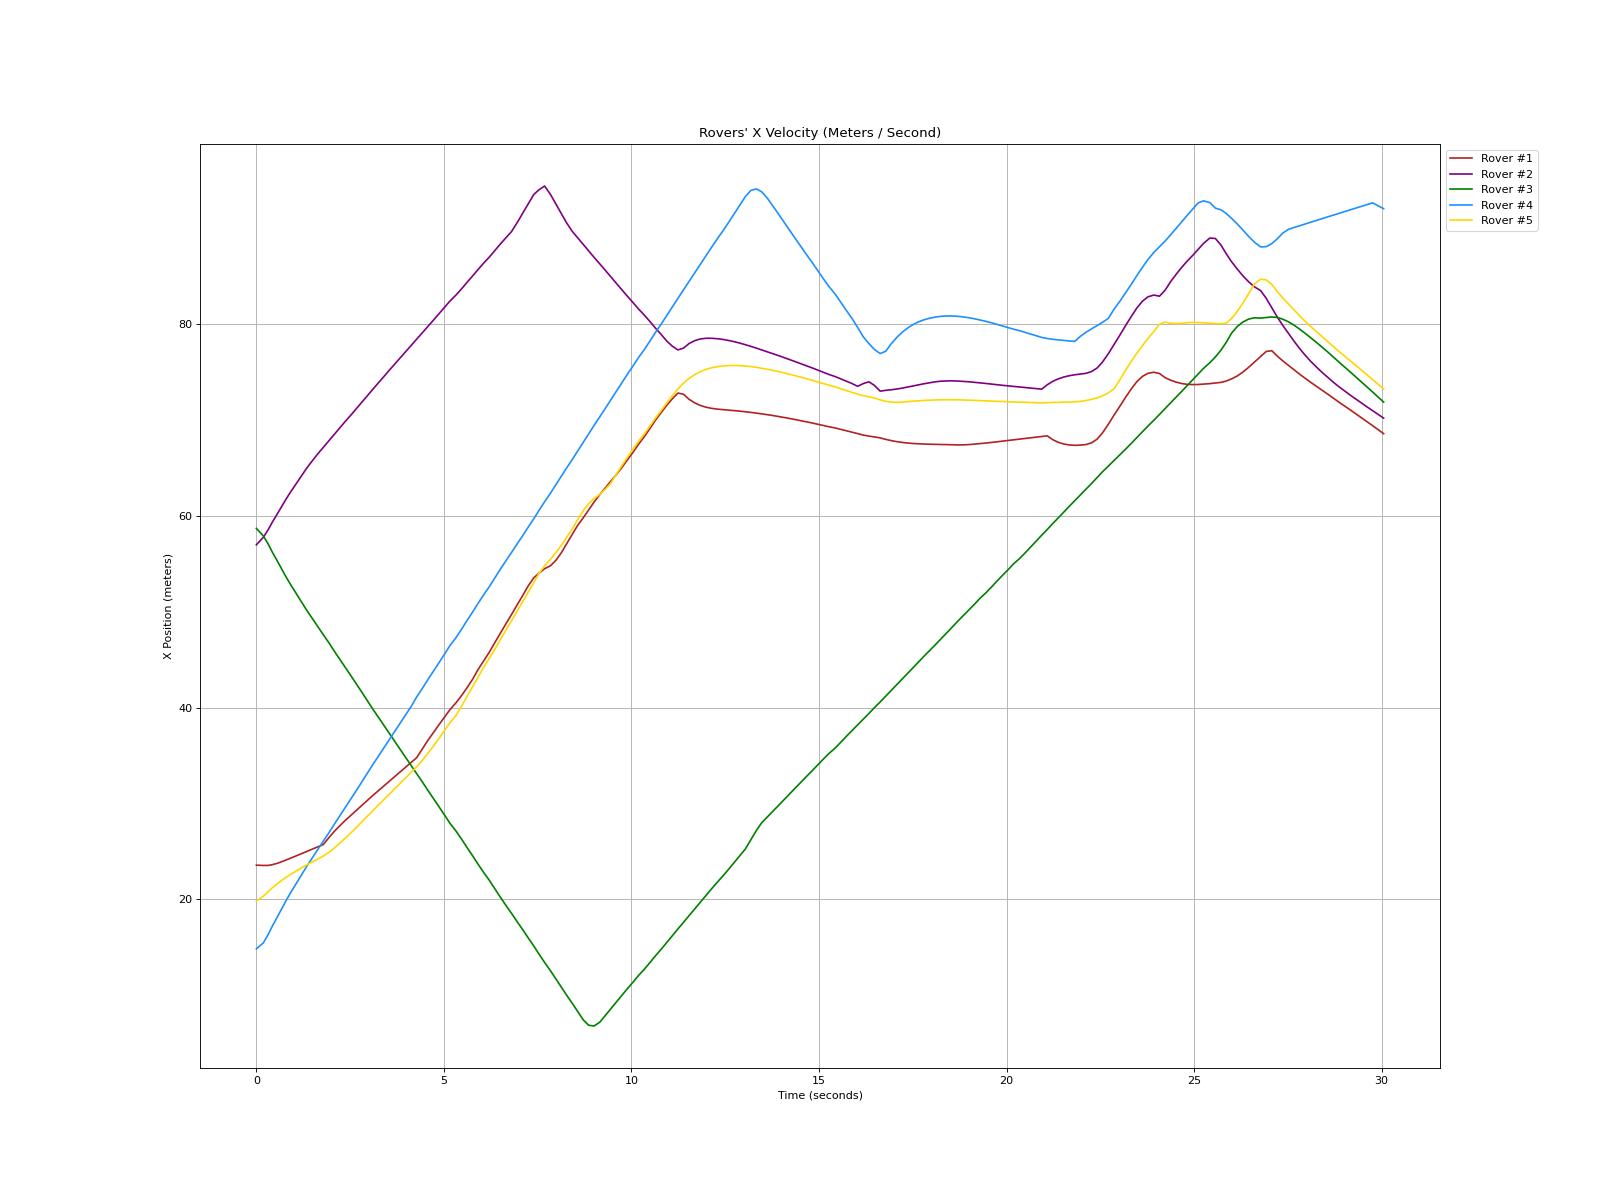 Rovers' X Velocity (Meters / Second)
Rover #1
Rover #2
Rover #3
Rover #4
Rover #5
X Position (meters)
80
60
40
20
0 5 10 15 20 25 30
Time (seconds)